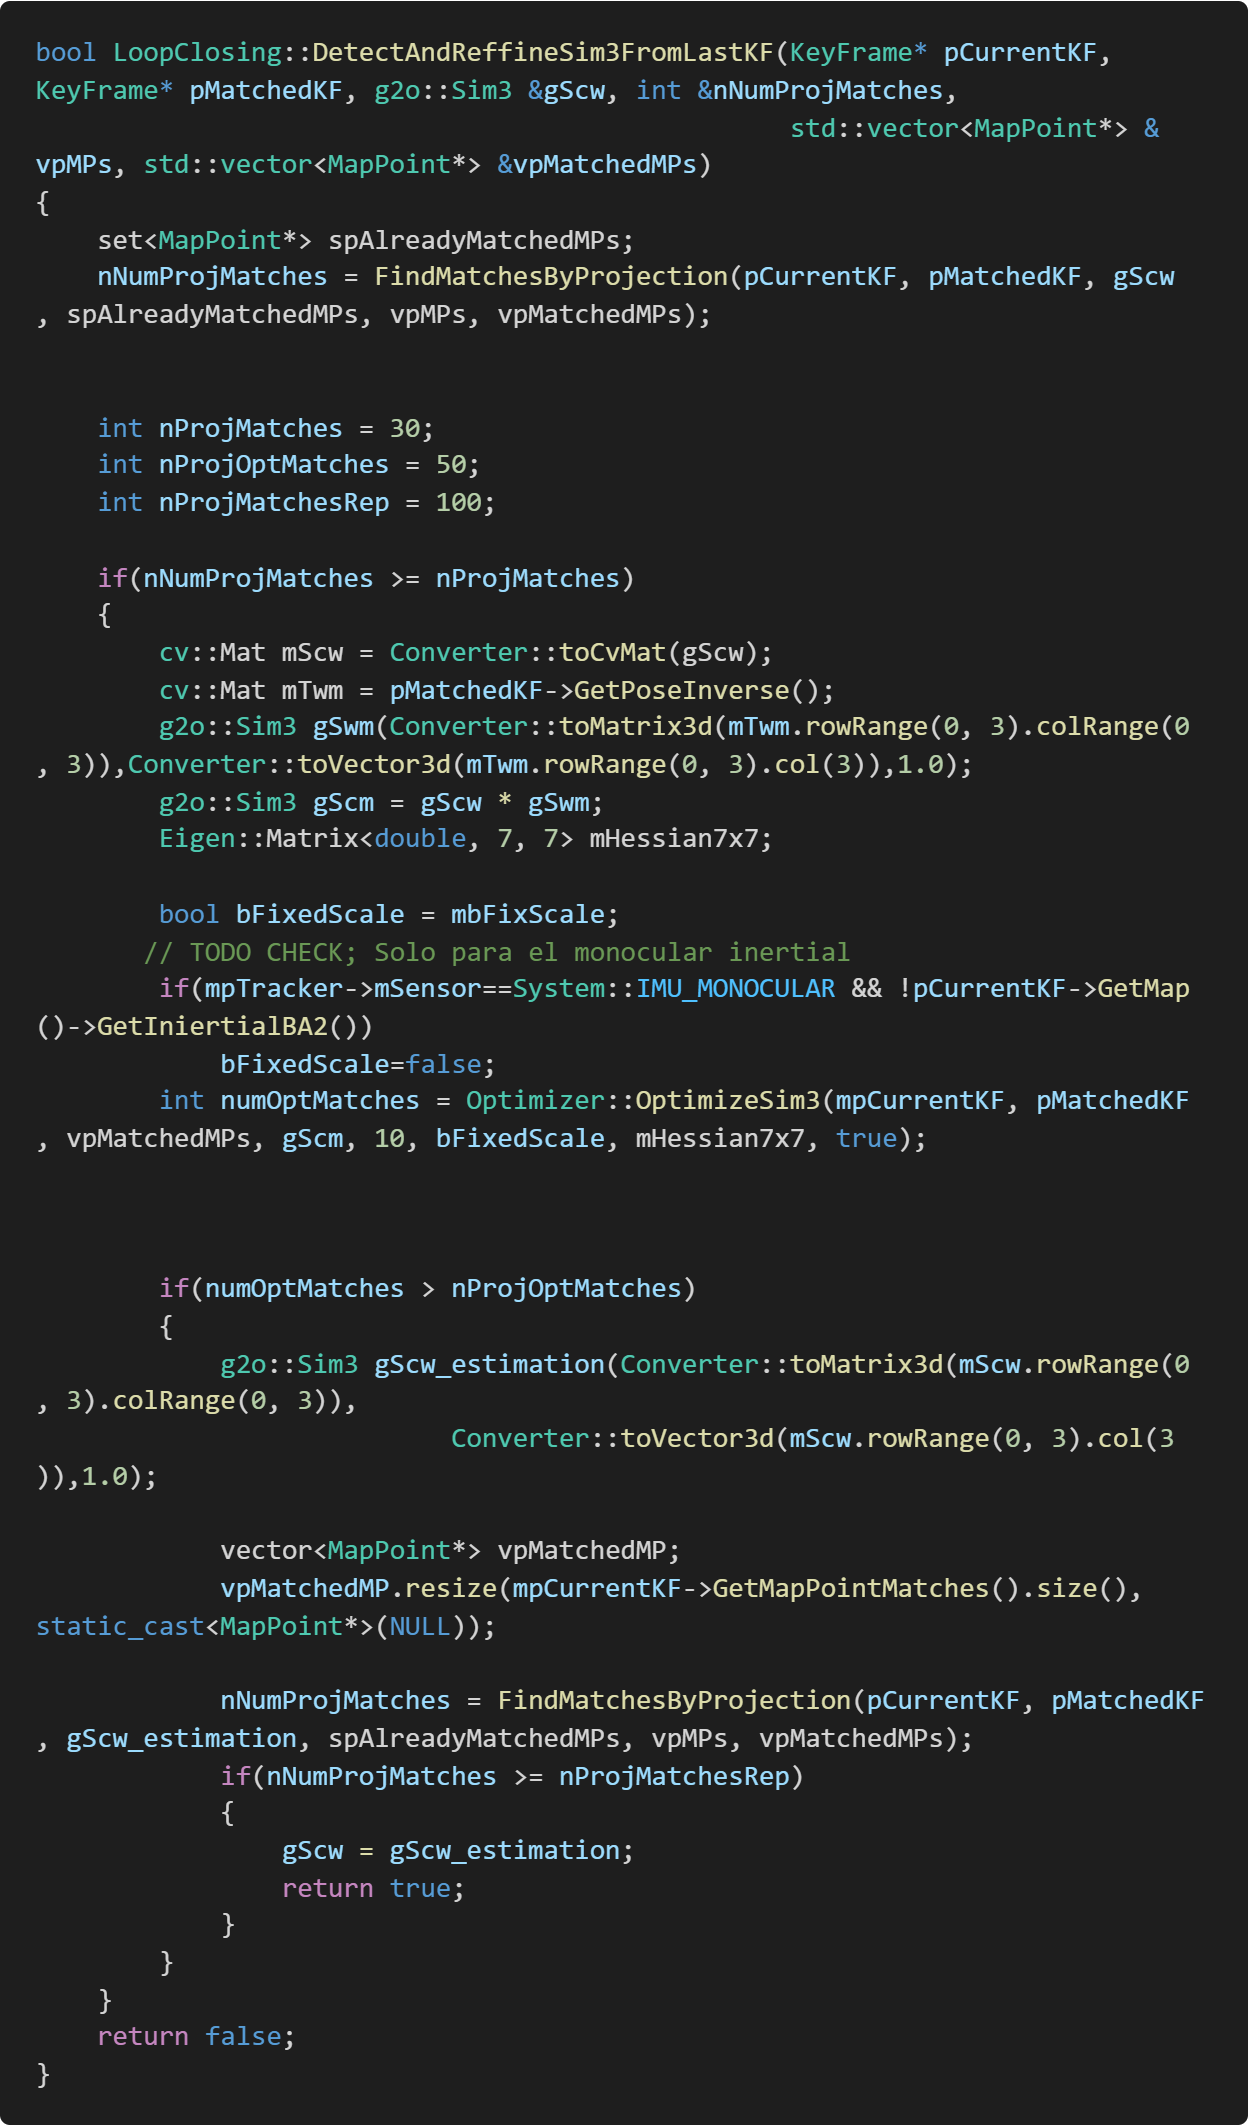 bool LoopClosing::DetectAndReffineSim3FromLastKF(KeyFrame* pCurrentKF,
KeyFrame* pMatchedKF, g2o::Sim3 &gScw, int &nNumProjMatches,
                                                 std::vector<MapPoint*> &
vpMPs, std::vector<MapPoint*> &vpMatchedMPs)
{
    set<MapPoint*> spAlreadyMatchedMPs;
    nNumProjMatches = FindMatchesByProjection(pCurrentKF, pMatchedKF, gScw
, spAlreadyMatchedMPs, vpMPs, vpMatchedMPs);
    int nProjMatches = 30;
    int nProjOptMatches = 50;
    int nProjMatchesRep = 100;
    if(nNumProjMatches >= nProjMatches)
    {
        cv::Mat mScw = Converter::toCvMat(gScw);
        cv::Mat mTwm = pMatchedKF->GetPoseInverse();
        g2o::Sim3 gSwm(Converter::toMatrix3d(mTwm.rowRange(0, 3).colRange(0
, 3)),Converter::toVector3d(mTwm.rowRange(0, 3).col(3)),1.0);
        g2o::Sim3 gScm = gScw * gSwm;
        Eigen::Matrix<double, 7, 7> mHessian7x7;
        bool bFixedScale = mbFixScale;
       // TODO CHECK; Solo para el monocular inertial
        if(mpTracker->mSensor==System::IMU_MONOCULAR && !pCurrentKF->GetMap
()->GetIniertialBA2())
            bFixedScale=false;
        int numOptMatches = Optimizer::OptimizeSim3(mpCurrentKF, pMatchedKF
, vpMatchedMPs, gScm, 10, bFixedScale, mHessian7x7, true);
        if(numOptMatches > nProjOptMatches)
        {
            g2o::Sim3 gScw_estimation(Converter::toMatrix3d(mScw.rowRange(0
, 3).colRange(0, 3)),
                           Converter::toVector3d(mScw.rowRange(0, 3).col(3
)),1.0);
            vector<MapPoint*> vpMatchedMP;
            vpMatchedMP.resize(mpCurrentKF->GetMapPointMatches().size(),
static_cast<MapPoint*>(NULL));
            nNumProjMatches = FindMatchesByProjection(pCurrentKF, pMatchedKF
, gScw_estimation, spAlreadyMatchedMPs, vpMPs, vpMatchedMPs);
            if(nNumProjMatches >= nProjMatchesRep)
            {
                gScw = gScw_estimation;
                return true;
            }
        }
    }
    return false;
}